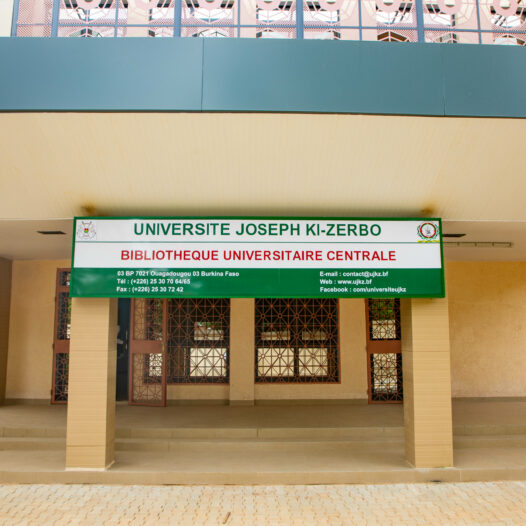 UNIVERSITE JOSEPH KI-ZERBO
BIBLIOTHEQUE UNIVERSITAIRE CENTRALE
03 BP 7021 Ouagadougou 03 Burkina Faso
Tél : (+226) 25 30 70 64/65
Fax : (+226) 25 30 72 42
E-mail : contact@ujkz.bf
Web : www.ujkz.bf
Facebook : com/universiteujkz